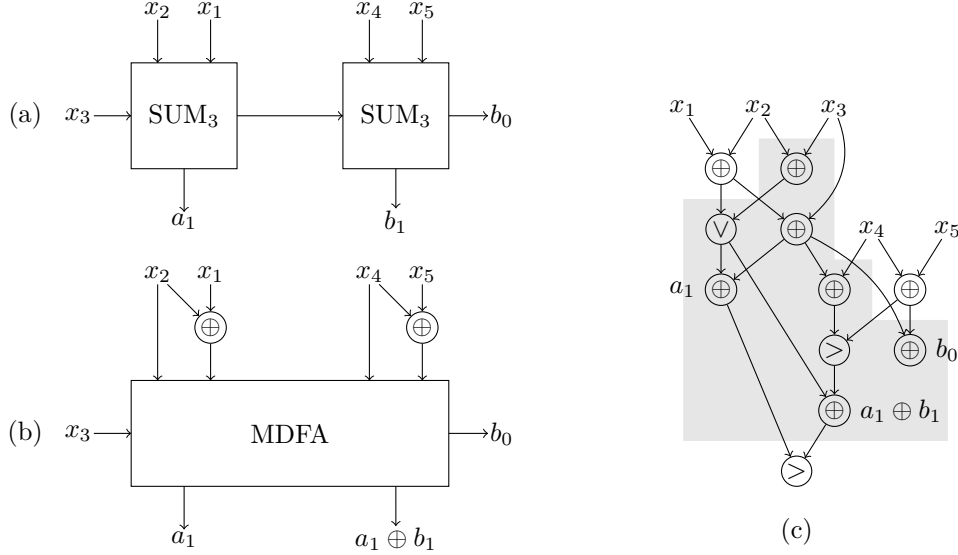 x₂ x₁ x₄ x₅
(a) x₃ SUM₃ SUM₃ b₀
a₁ b₁
x₂ x₁ x₄ x₅
⊕ ⊕
(b) x₃ MDFA b₀
a₁ a₁ ⊕ b₁
x₁ x₂ x₃
⊕ ⊕
∨ ⊕ x₄ x₅
a₁ ⊕ ⊕ ⊕
> ⊕ b₀
⊕ a₁ ⊕ b₁
>
(c)